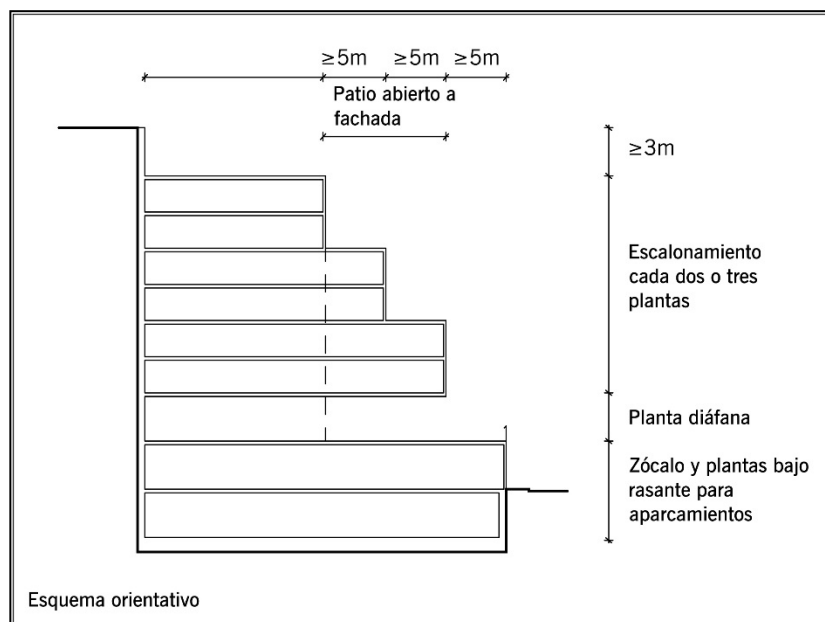 ≥5m ≥5m ≥5m
Patio abierto a
fachada
≥3m
Escalonamiento
cada dos o tres
plantas
Planta diáfana
Zócalo y plantas bajo
rasante para
aparcamientos
Esquema orientativo